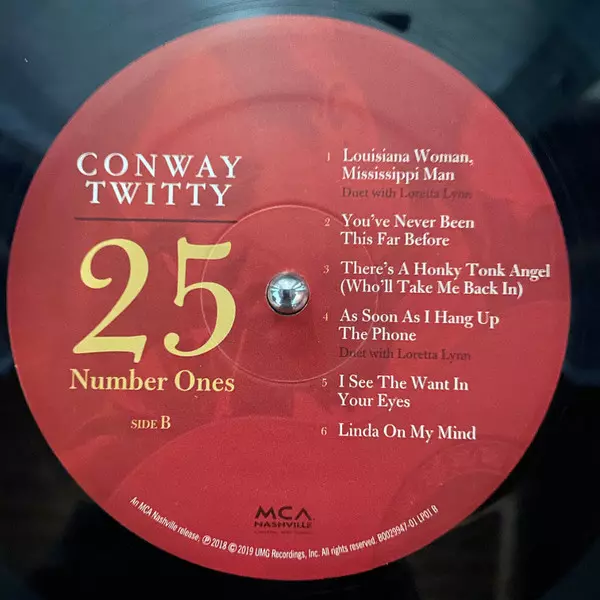 CONWAY
TWITTY
25
Number Ones
SIDE B
1 Louisiana Woman,
Mississippi Man
Duet with Loretta Lynn
2 You've Never Been
This Far Before
3 There's A Honky Tonk Angel
(Who'll Take Me Back In)
4 As Soon As I Hang Up
The Phone
Duet with Loretta Lynn
5 I See The Want In
Your Eyes
6 Linda On My Mind
MCA
NASHVILLE
An MCA Nashville release. ℗ 2018 © 2019 UMG Recordings, Inc. All rights reserved. B0029947-01 LP01 B